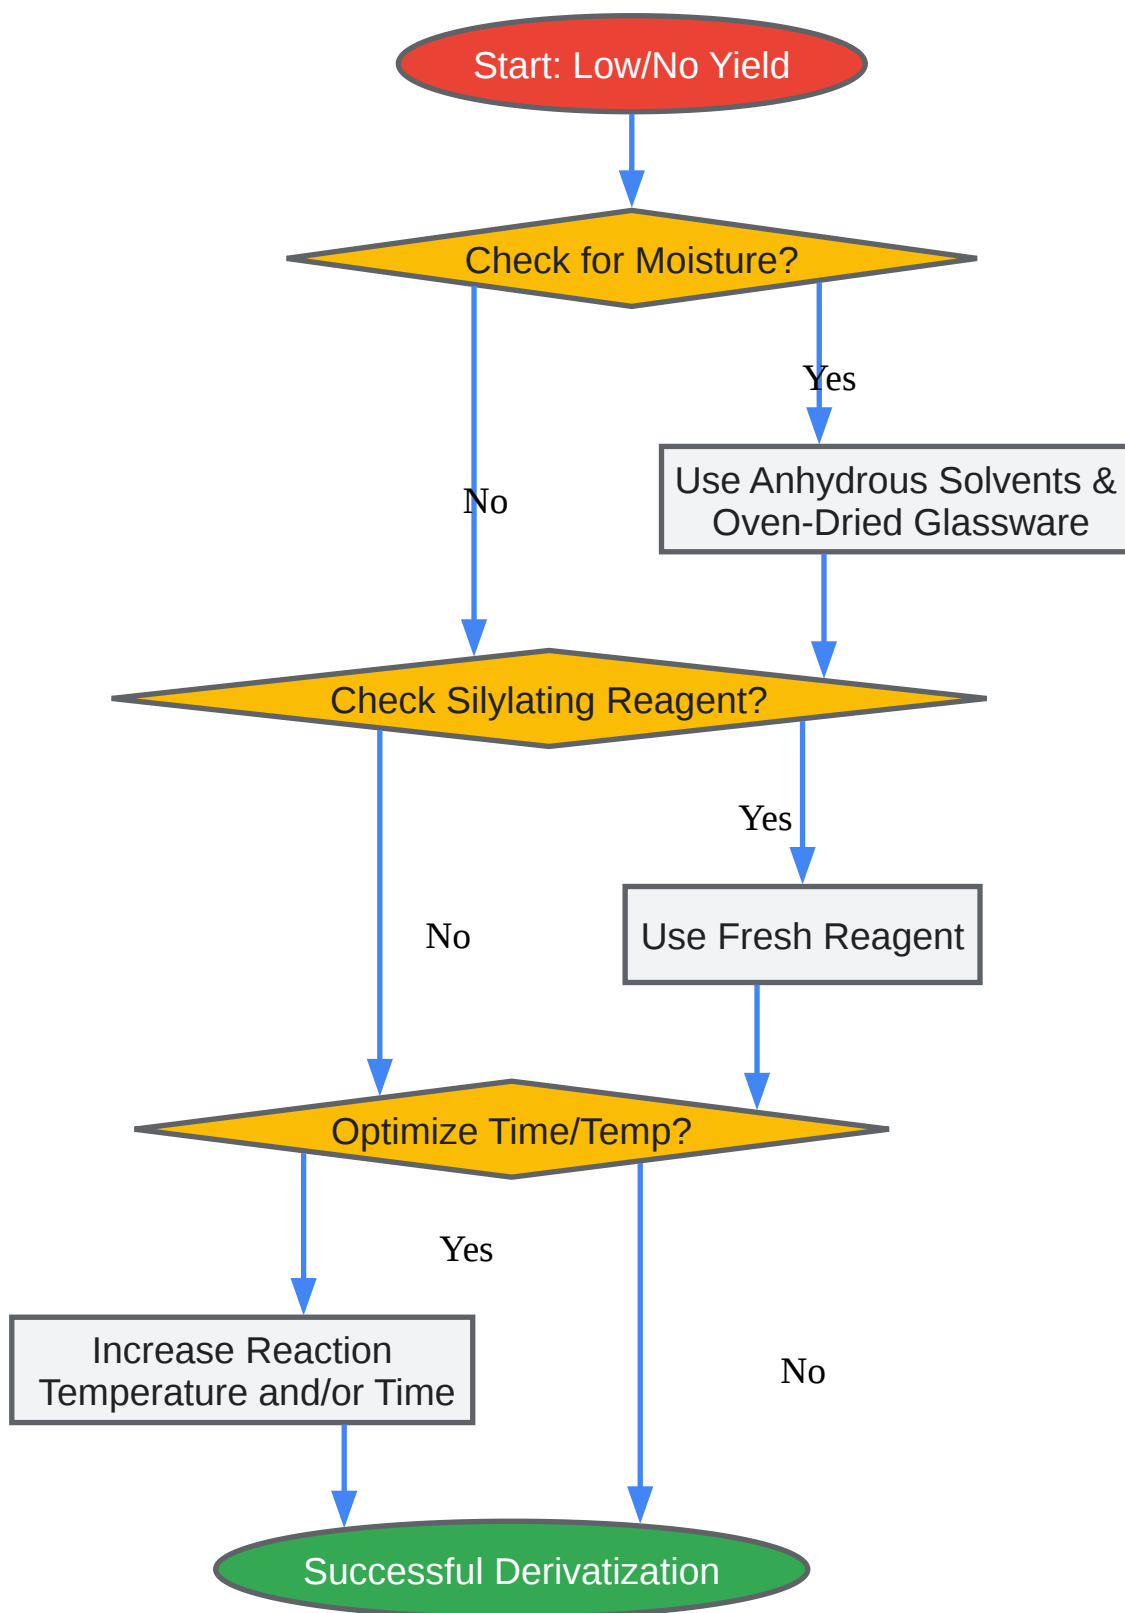 Start: Low/No Yield
Check for Moisture?
Yes
Use Anhydrous Solvents &
Oven-Dried Glassware
No
Check Silylating Reagent?
Yes
Use Fresh Reagent
No
Optimize Time/Temp?
Yes
Increase Reaction
Temperature and/or Time
No
Successful Derivatization